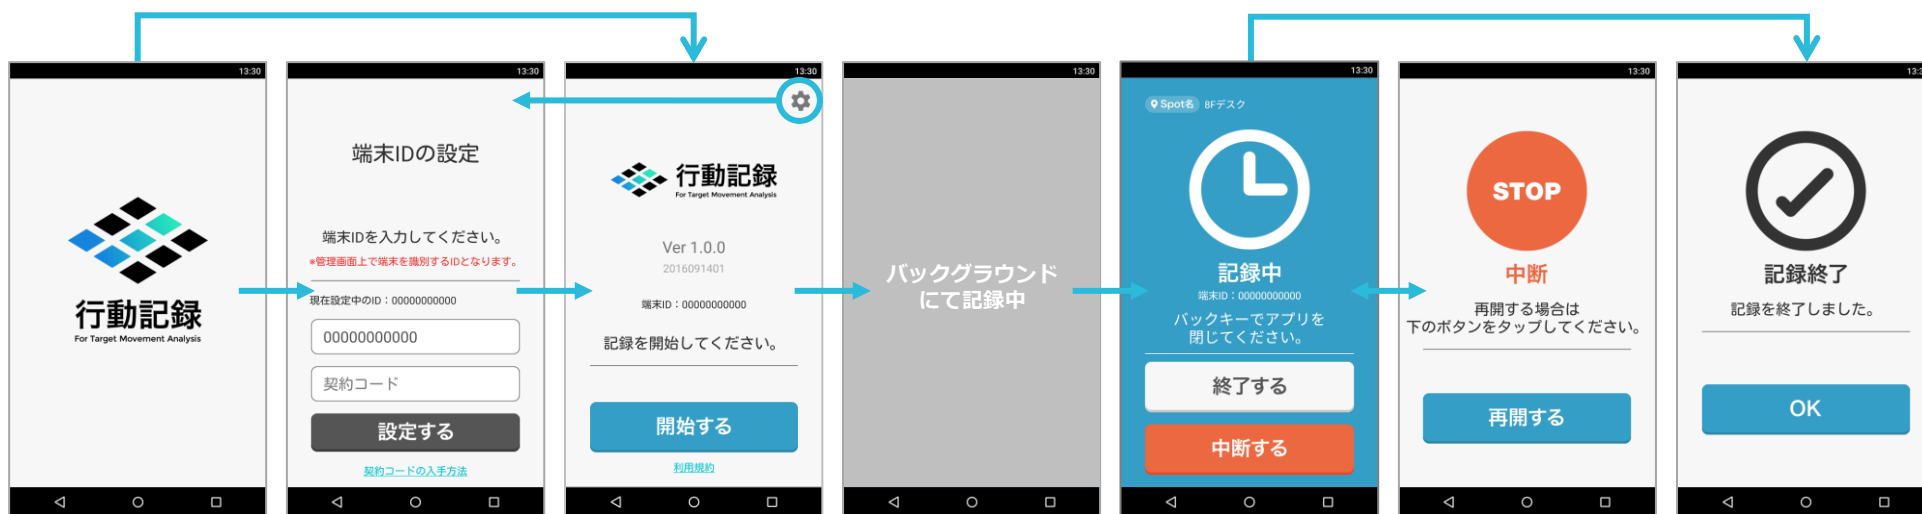 13:30
行動記録
For Target Movement Analysis
13:30
端末IDの設定
端末IDを入力してください。
*管理画面上で端末を識別するIDとなります。
現在設定中のID：00000000000
00000000000
契約コード
設定する
契約コードの入手方法
13:30
行動記録
For Target Movement Analysis
Ver 1.0.0
2016091401
端末ID：00000000000
記録を開始してください。
開始する
利用規約
13:30
バックグラウンド
にて記録中
13:30
Spot名 8Fデスク
記録中
端末ID：00000000000
バックキーでアプリを
閉じてください。
終了する
中断する
13:30
STOP
中断
再開する場合は
下のボタンをタップしてください。
再開する
記録終了
記録を終了しました。
OK